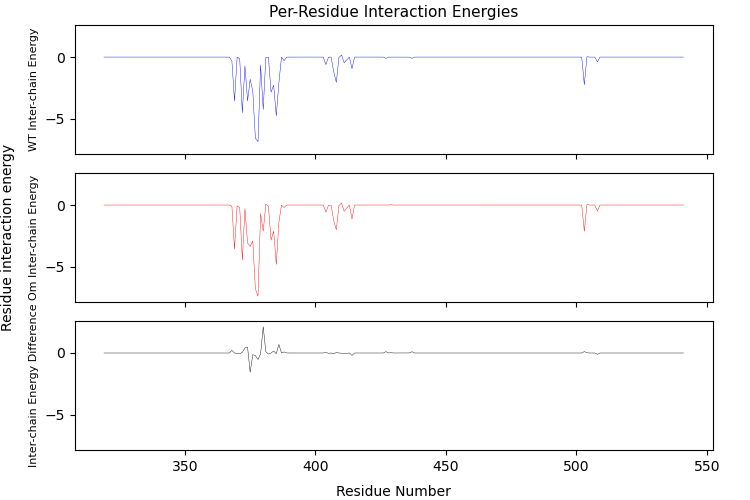 Per-Residue Interaction Energies
Residue interaction energy
WT Inter-chain Energy
0
−5
Om Inter-chain Energy
0
−5
Inter-chain Energy Difference
0
−5
350
400
450
500
550
Residue Number